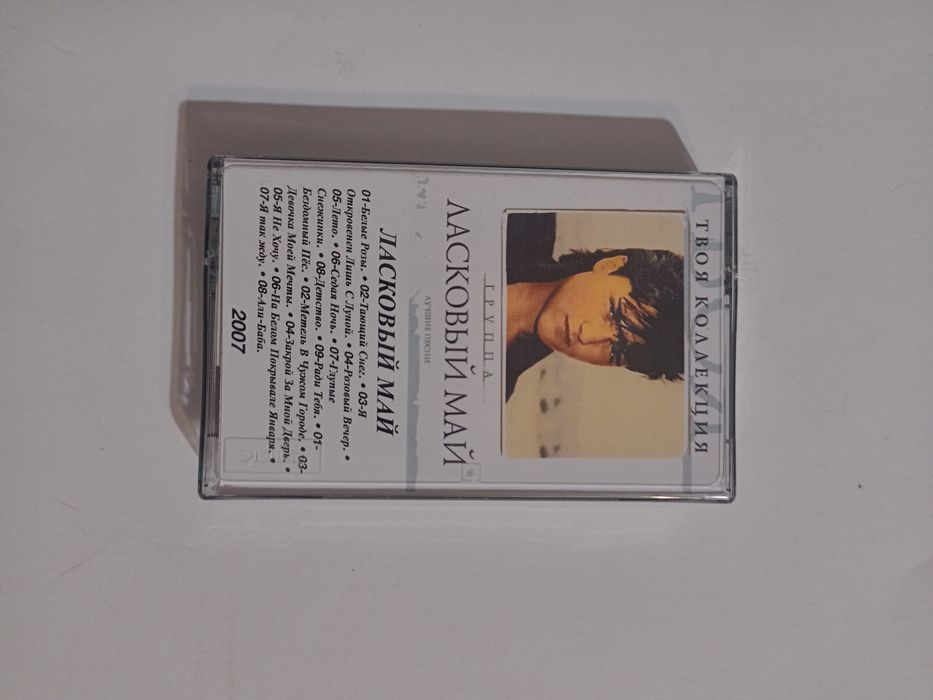 ТВОЯ КОЛЛЕКЦИЯ
ГРУППА
ЛАСКОВЫЙ МАЙ
ЛУЧШИЕ ПЕСНИ
ЛАСКОВЫЙ МАЙ
01-Белые Розы. • 02-Тающий Снег. • 03-Я
Откровенен Лишь С Луной. • 04-Розовый Вечер. •
05-Лето. • 06-Седая Ночь. • 07-Глупые
Снежинки. • 08-Детство. • 09-Ради Тебя. • 01-
Бездомный Пёс. • 02-Метель В Чужом Городе. • 03-
Девочка Моей Мечты. • 04-Закрой За Мной Дверь. •
05-Я Не Хочу. • 06-На Белом Покрывале Января. •
07-Я так жду. • 08-Али-Баба.
2007